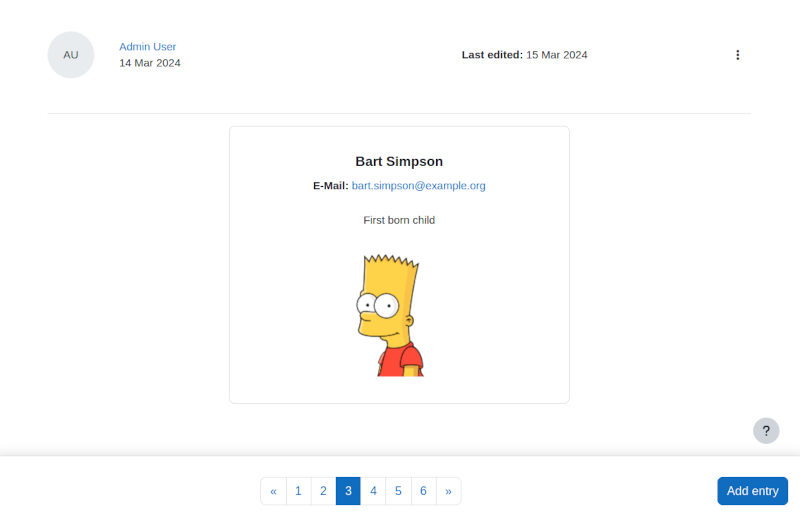 AU
Admin User
14 Mar 2024
Last edited: 15 Mar 2024
Bart Simpson
E-Mail: bart.simpson@example.org
First born child
?
« 1 2 3 4 5 6 »
Add entry